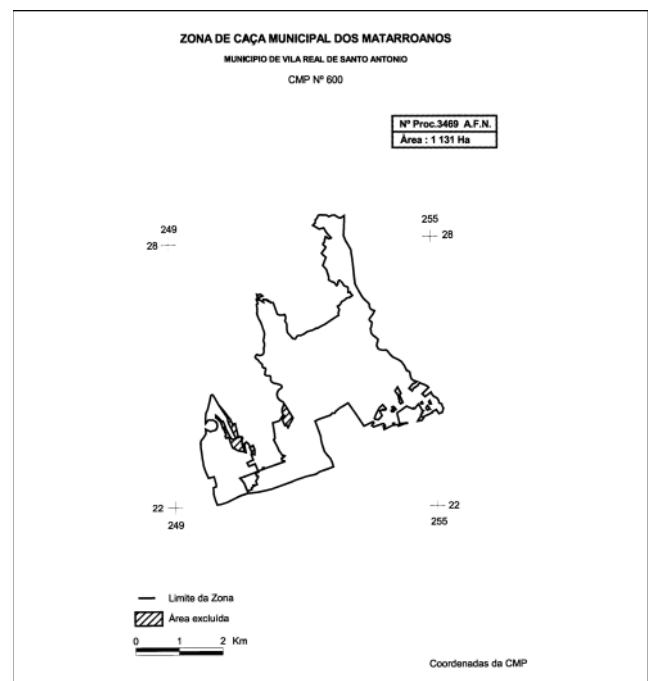 ZONA DE CAÇA MUNICIPAL DOS MATARROANOS
MUNICIPIO DE VILA REAL DE SANTO ANTONIO
CMP Nº 600
Nº Proc.3469 A.F.N.
Área : 1 131 Ha
249
28
255
28
22
249
22
255
Limite da Zona
Área excluída
0 1 2 Km
Coordenadas da CMP